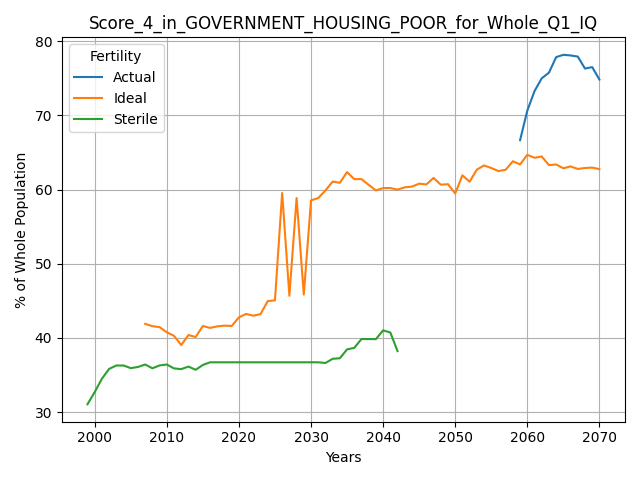 Score_4_in_GOVERNMENT_HOUSING_POOR_for_Whole_Q1_IQ
Fertility
Actual
Ideal
Sterile
% of Whole Population
80
70
60
50
40
30
2000 2010 2020 2030 2040 2050 2060 2070
Years